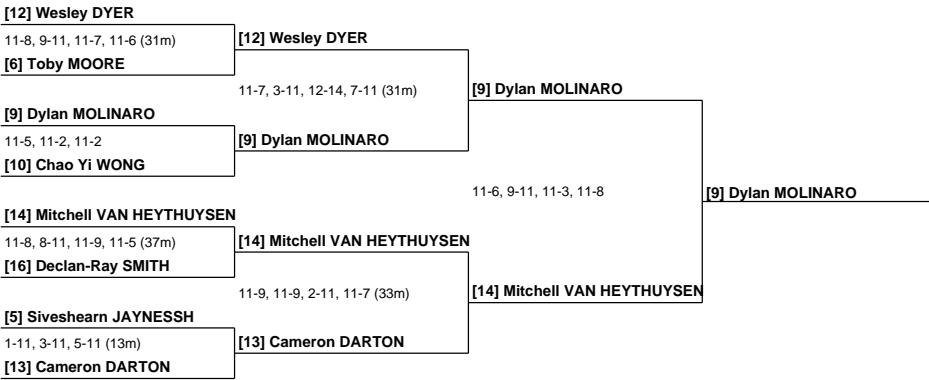 [12] Wesley DYER
11-8, 9-11, 11-7, 11-6 (31m)
[6] Toby MOORE
[9] Dylan MOLINARO
11-5, 11-2, 11-2
[10] Chao Yi WONG
[14] Mitchell VAN HEYTHUYSEN
11-8, 8-11, 11-9, 11-5 (37m)
[16] Declan-Ray SMITH
[5] Siveshearn JAYNESSH
1-11, 3-11, 5-11 (13m)
[13] Cameron DARTON
[12] Wesley DYER
11-7, 3-11, 12-14, 7-11 (31m)
[9] Dylan MOLINARO
[14] Mitchell VAN HEYTHUYSEN
11-9, 11-9, 2-11, 11-7 (33m)
[13] Cameron DARTON
[9] Dylan MOLINARO
11-6, 9-11, 11-3, 11-8
[14] Mitchell VAN HEYTHUYSEN
[9] Dylan MOLINARO